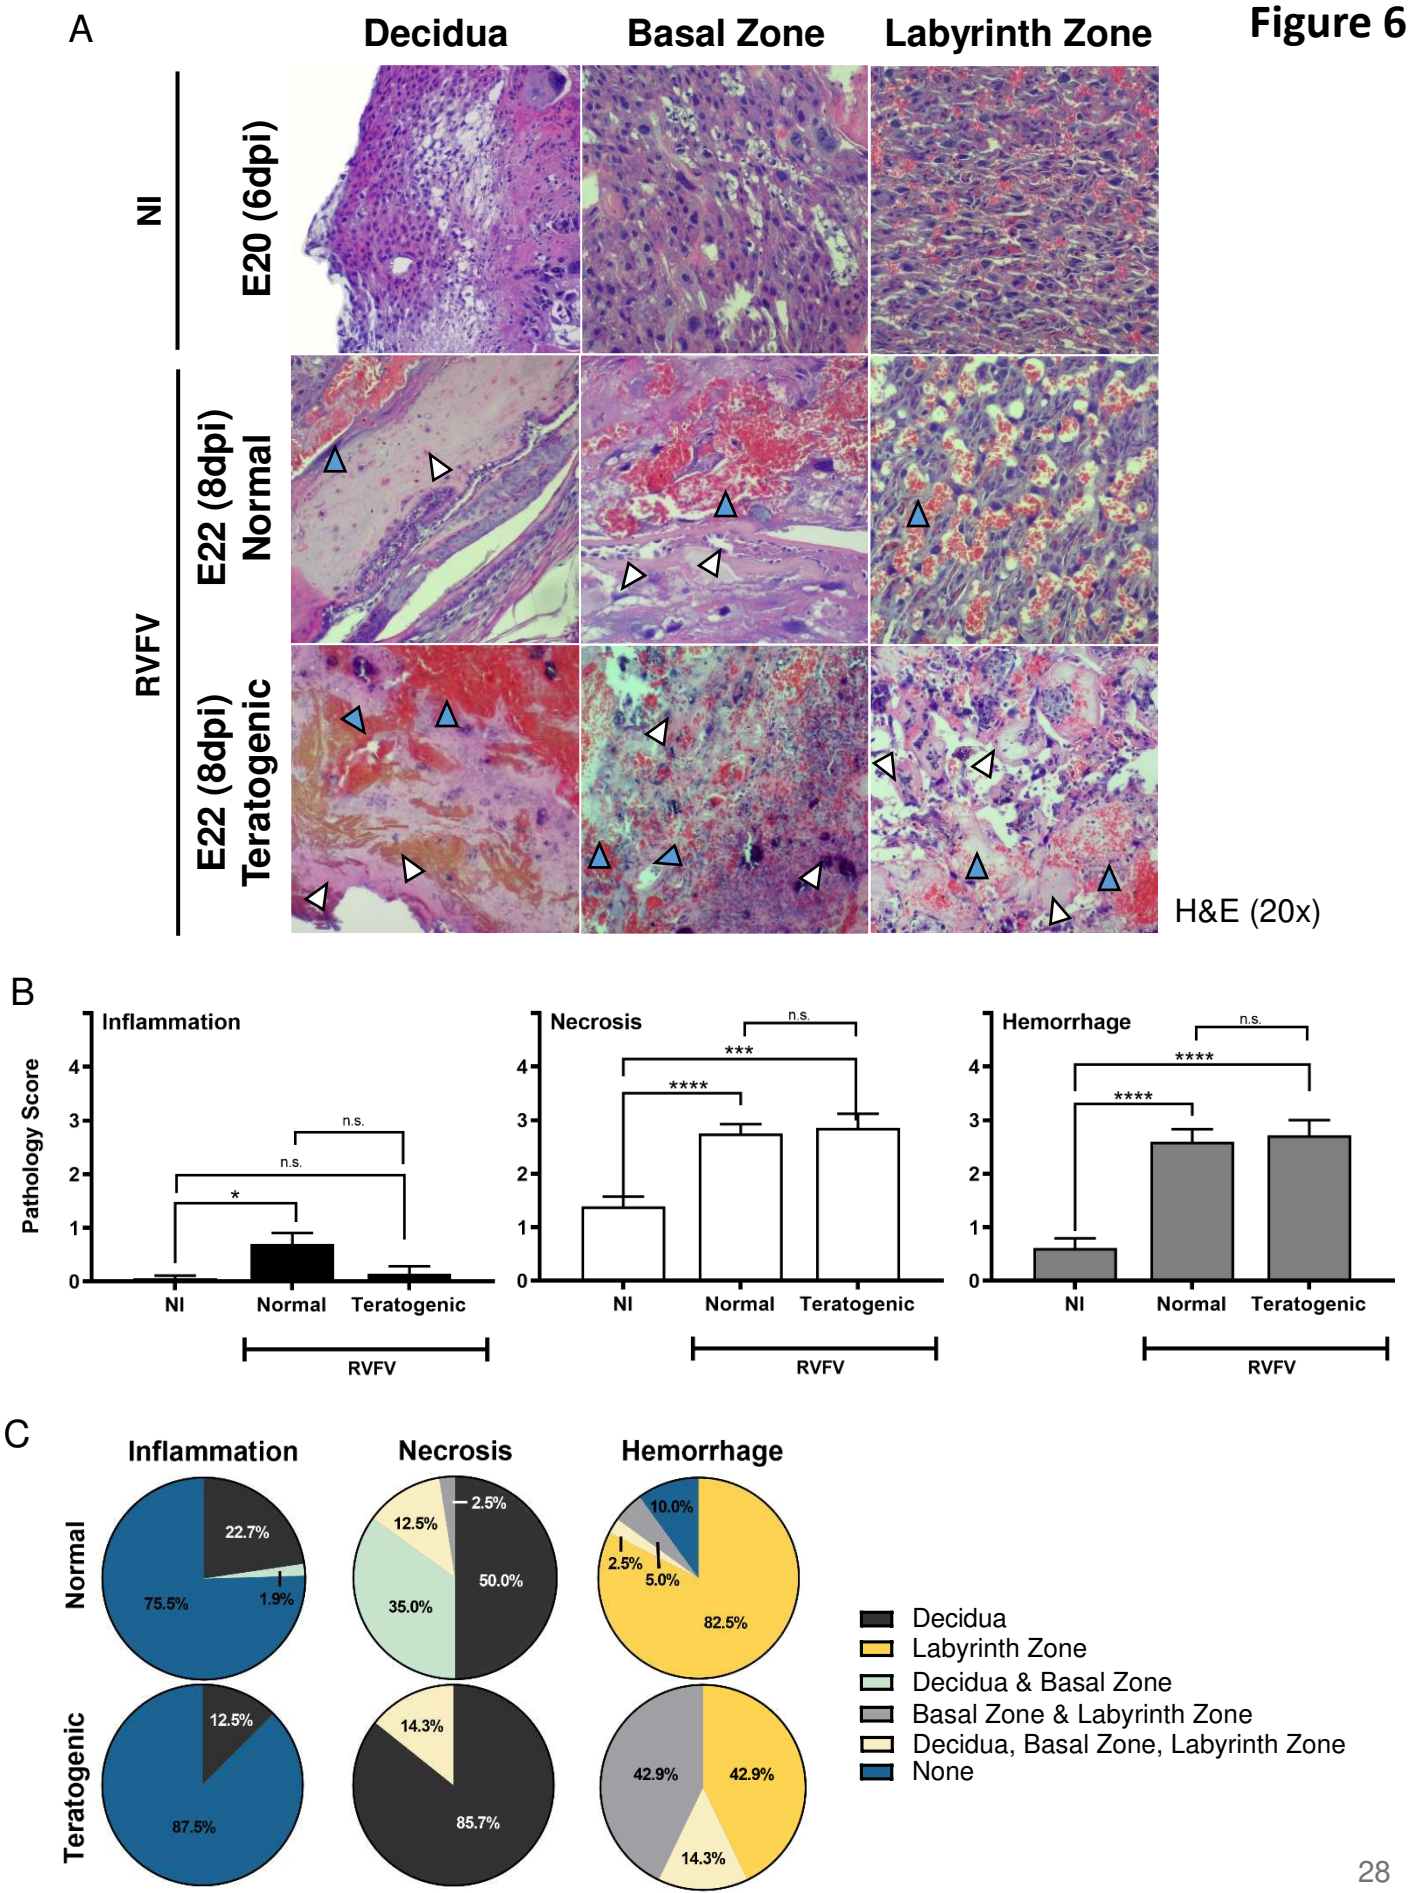 Figure 6
A
Decidua
Basal Zone
Labyrinth Zone
NI
E20 (6dpi)
RVFV
E22 (8dpi)
Normal
E22 (8dpi)
Teratogenic
H&E (20x)
B
Pathology Score
Inflammation
4
3
2
1
0
n.s.
n.s.
*
NI
Normal
Teratogenic
RVFV
Necrosis
4
3
2
1
0
n.s.
***
****
NI
Normal
Teratogenic
RVFV
Hemorrhage
4
3
2
1
0
n.s.
****
****
NI
Normal
Teratogenic
RVFV
C
Inflammation
Necrosis
Hemorrhage
Normal
22.7%
1.9%
75.5%
2.5%
12.5%
50.0%
35.0%
10.0%
2.5%
5.0%
82.5%
Teratogenic
12.5%
87.5%
14.3%
85.7%
42.9%
42.9%
14.3%
Decidua
Labyrinth Zone
Decidua & Basal Zone
Basal Zone & Labyrinth Zone
Decidua, Basal Zone, Labyrinth Zone
None
28